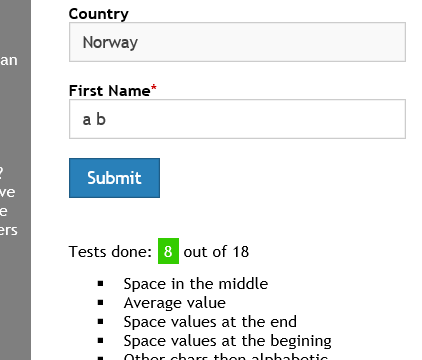 Country
Norway
an
First Name*
a b
?
ve
Submit
e
ers
Tests done: 8 out of 18
Space in the middle
Average value
Space values at the end
Space values at the begining
Other chars then alphabetic